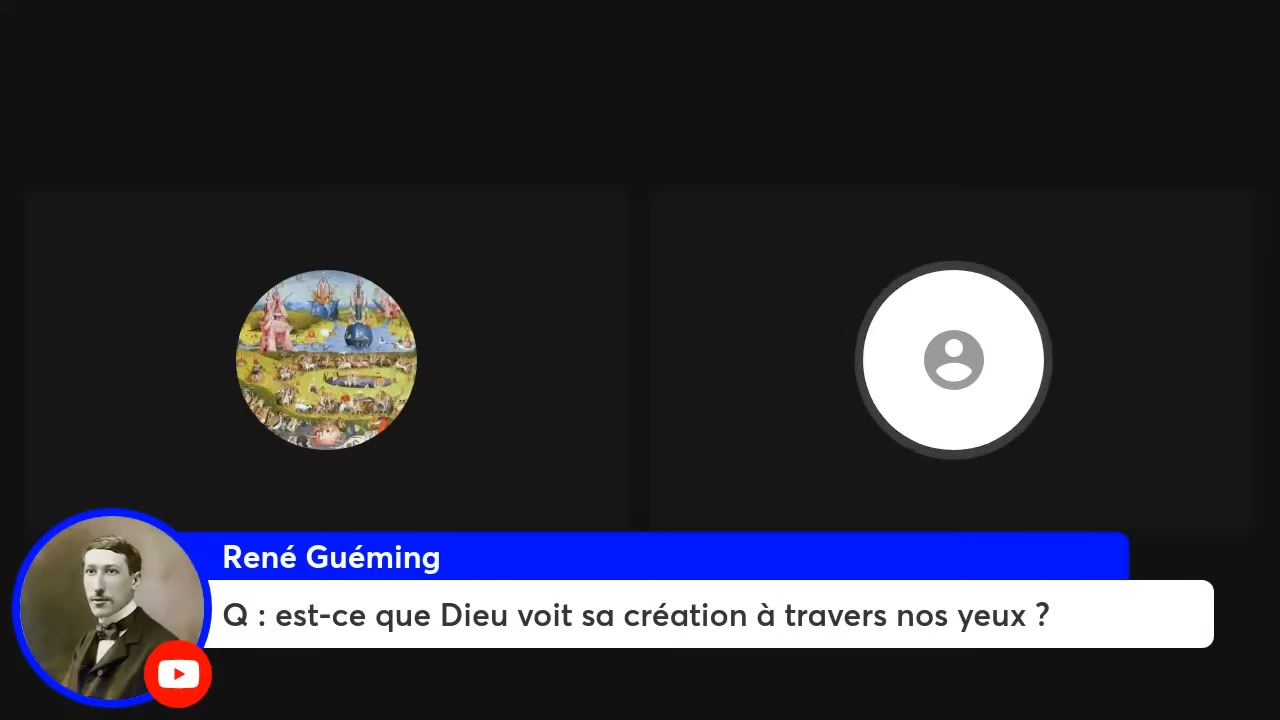 René Guéming
Q : est-ce que Dieu voit sa création à travers nos yeux ?